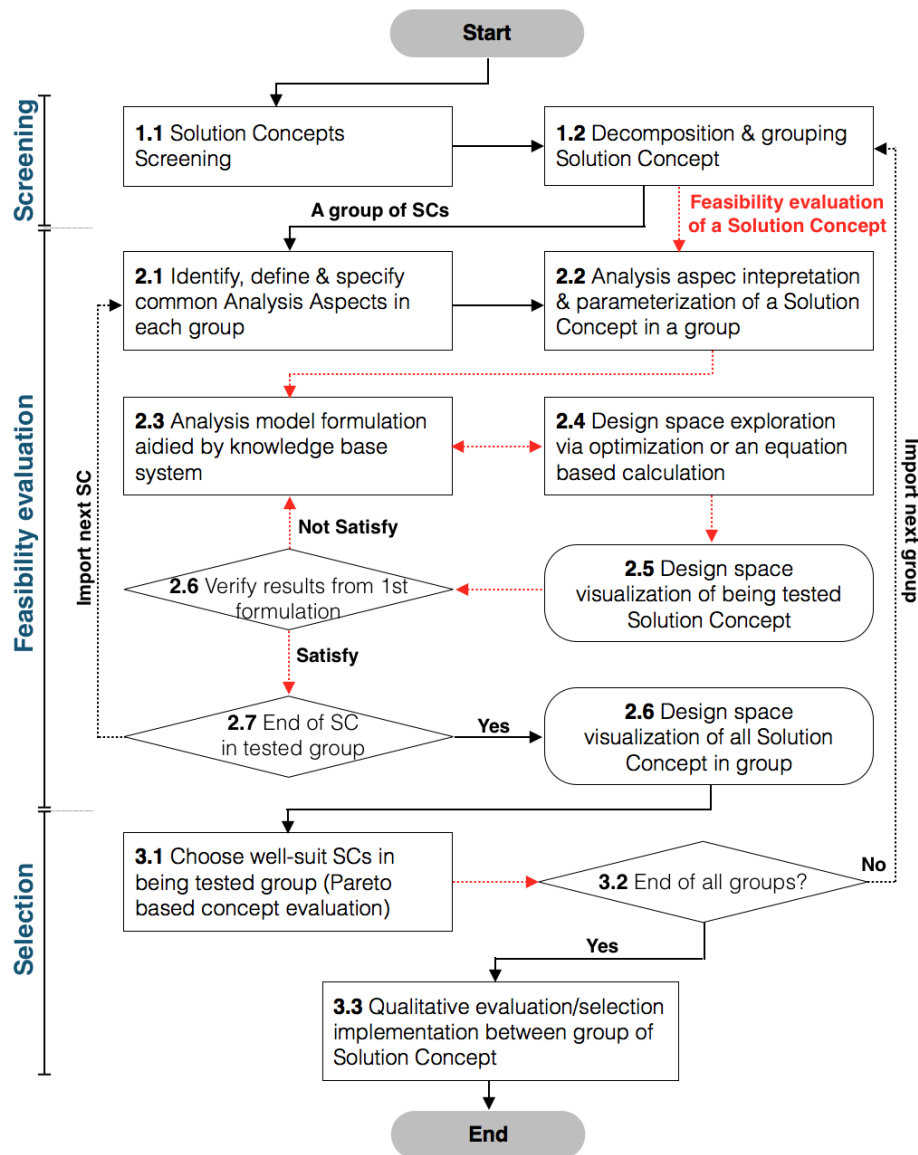 Start
Screening
1.1 Solution Concepts
Screening
1.2 Decomposition & grouping
Solution Concept
A group of SCs
Feasibility evaluation
of a Solution Concept
Feasibility evaluation
2.1 Identify, define & specify
common Analysis Aspects in
each group
2.2 Analysis aspec intepretation
& parameterization of a Solution
Concept in a group
2.3 Analysis model formulation
aidied by knowledge base
system
2.4 Design space exploration
via optimization or an equation
based calculation
Import next SC
Import next
group
Not Satisfy
2.6 Verify results from 1st
formulation
2.5 Design space
visualization of being tested
Solution Concept
Satisfy
2.7 End of SC
in tested group
Yes
2.6 Design space
visualization of all Solution
Concept in group
Selection
3.1 Choose well-suit SCs in
being tested group (Pareto
based concept evaluation)
3.2 End of all groups?
No
Yes
3.3 Qualitative evaluation/selection
implementation between group of
Solution Concept
End